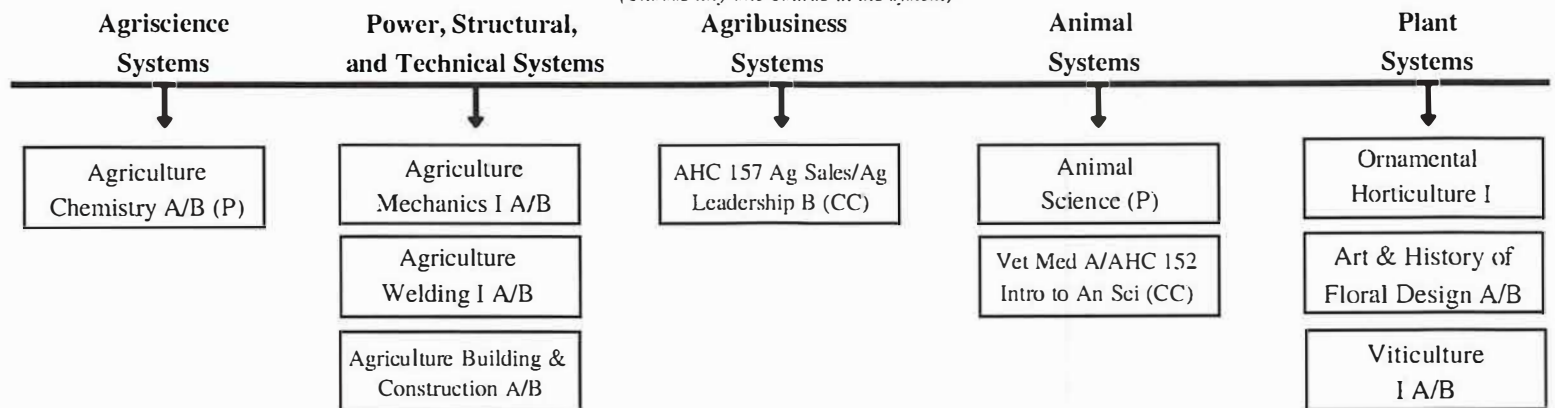 Agriscience
Systems
Power, Structural,
and Technical Systems
Agribusiness
Systems
Animal
Systems
Plant
Systems
Agriculture
Chemistry A/B (P)
Agriculture
Mechanics I A/B
Agriculture
Welding I A/B
Agriculture Building &
Construction A/B
AHC 157 Ag Sales/Ag
Leadership B (CC)
Animal
Science (P)
Vet Med A/AHC 152
Intro to An Sci (CC)
Ornamental
Horticulture I
Art & History of
Floral Design A/B
Viticulture
I A/B